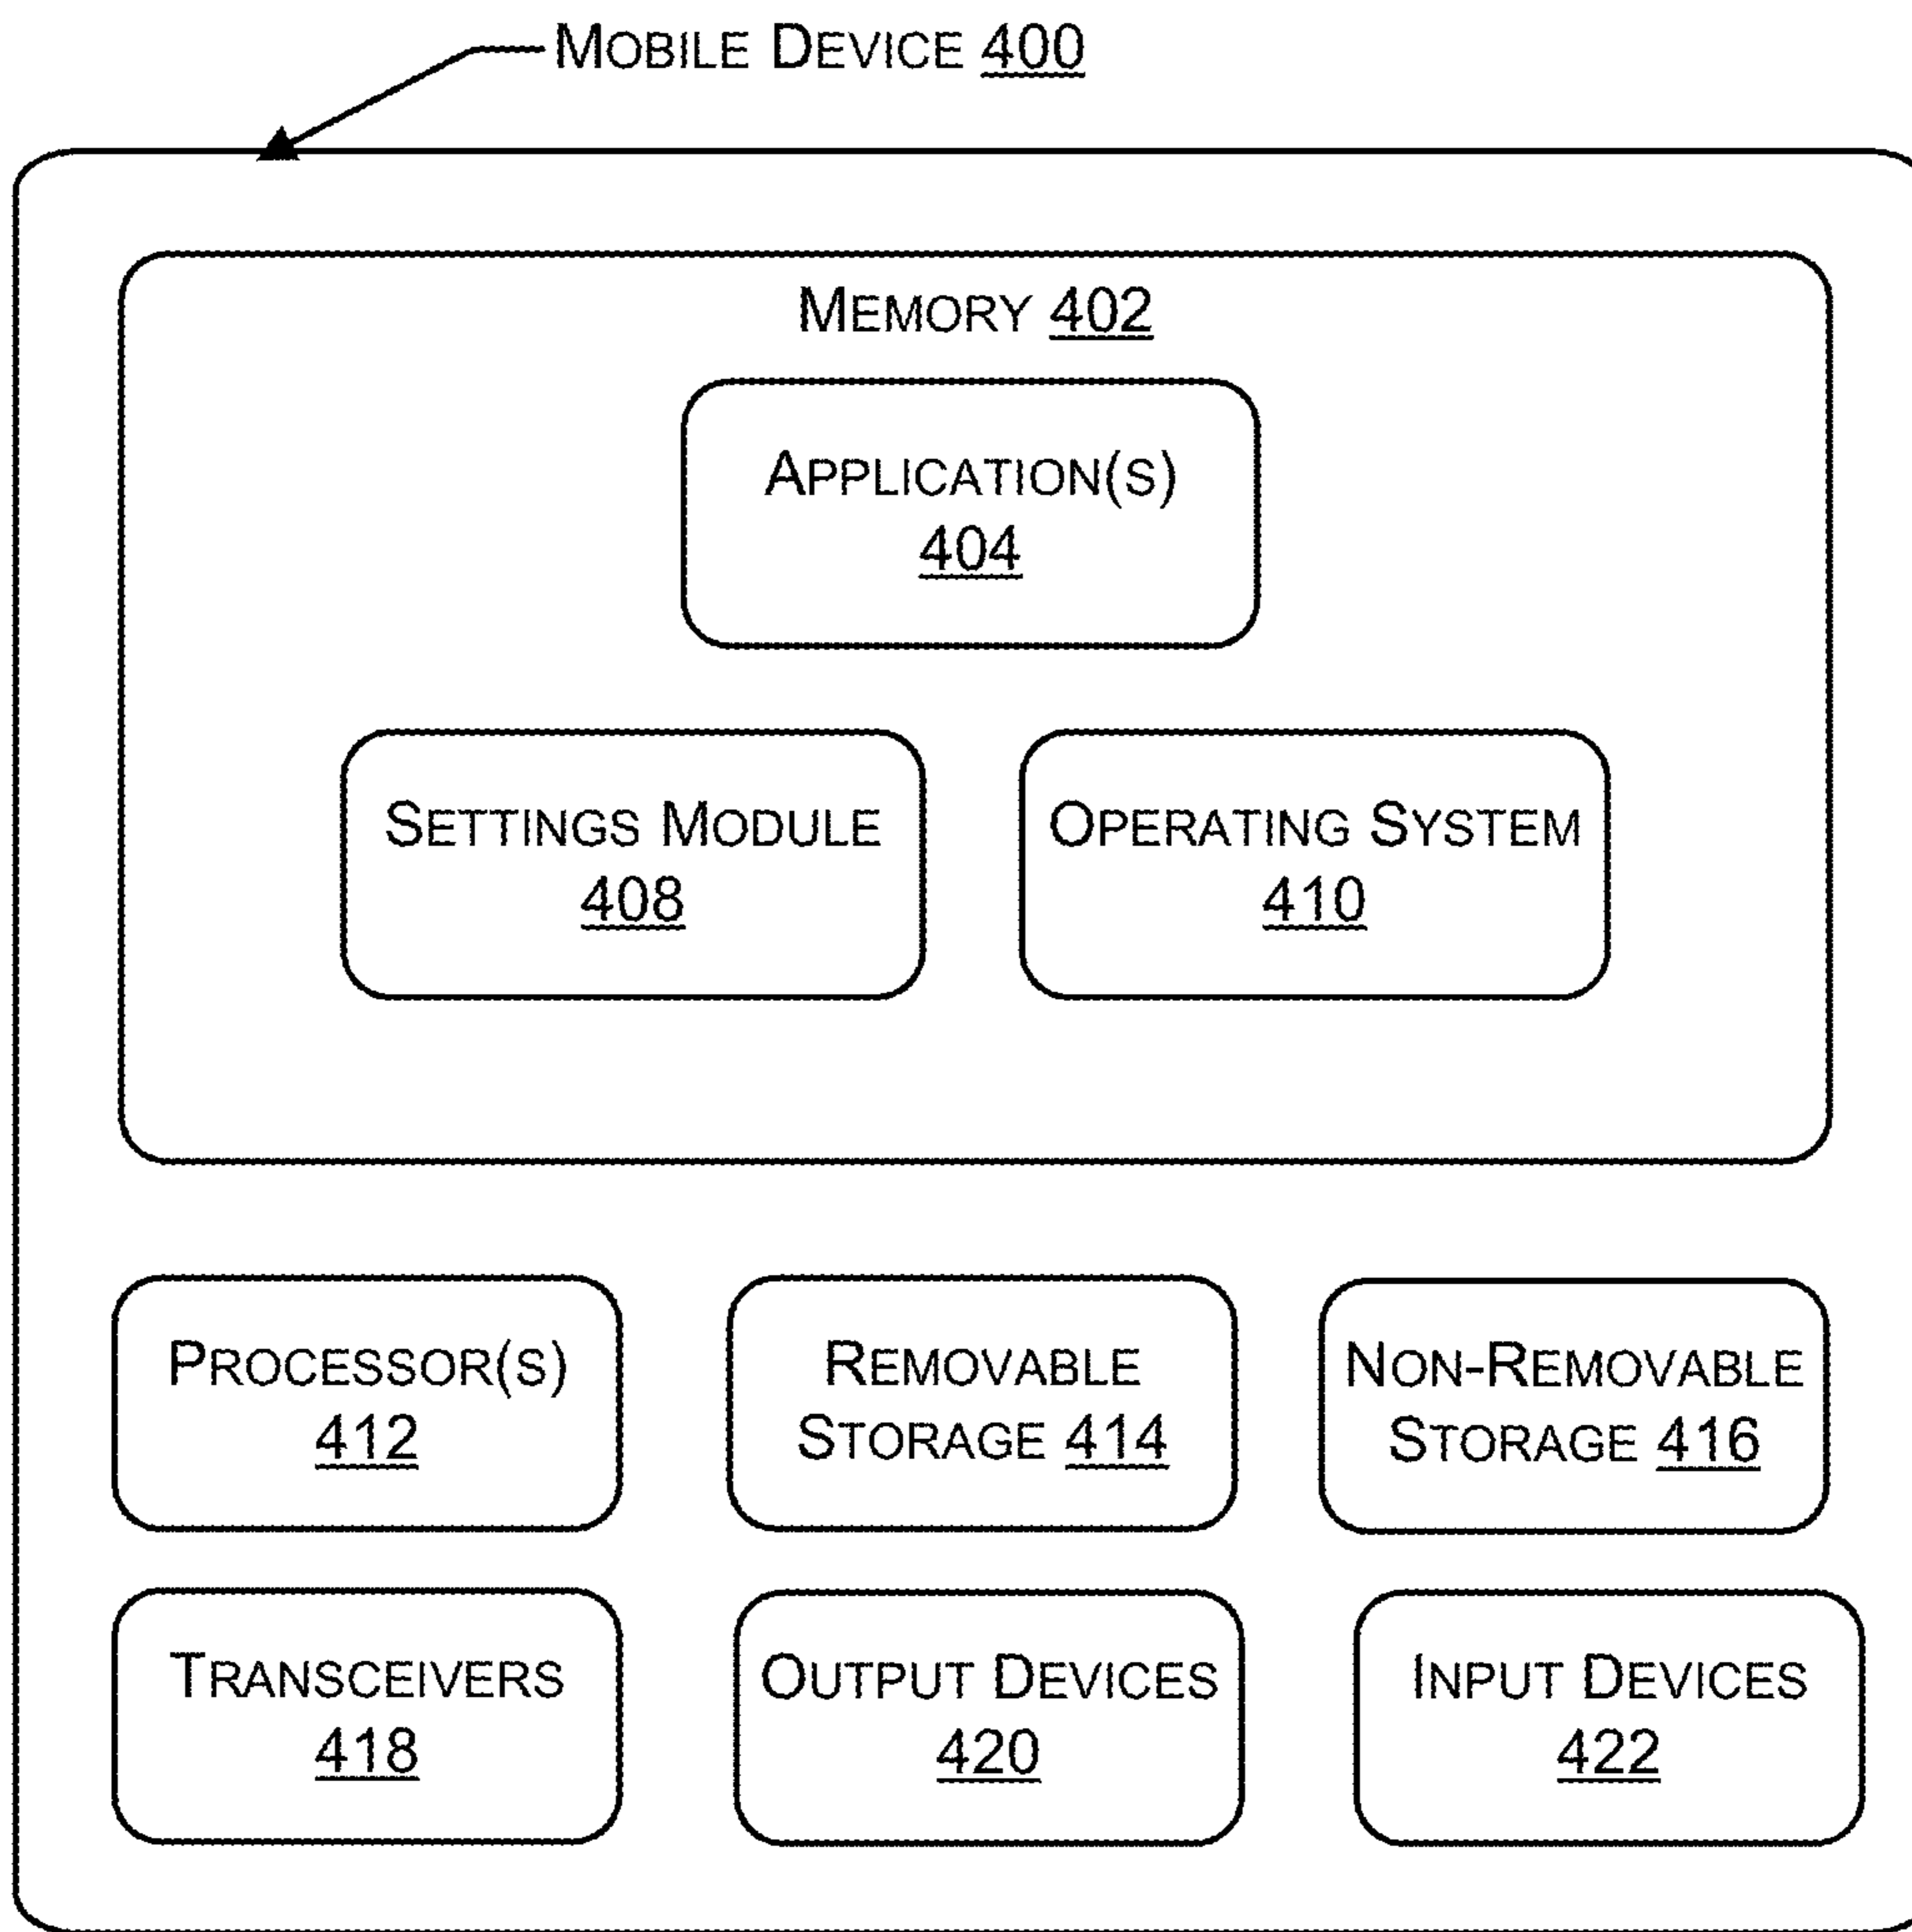 MOBILE DEVICE 400
MEMORY 402
APPLICATION(S)
404
SETTINGS MODULE
408
OPERATING SYSTEM
410
PROCESSOR(S)
412
REMOVABLE
STORAGE 414
NON-REMOVABLE
STORAGE 416
TRANSCEIVERS
418
OUTPUT DEVICES
420
INPUT DEVICES
422